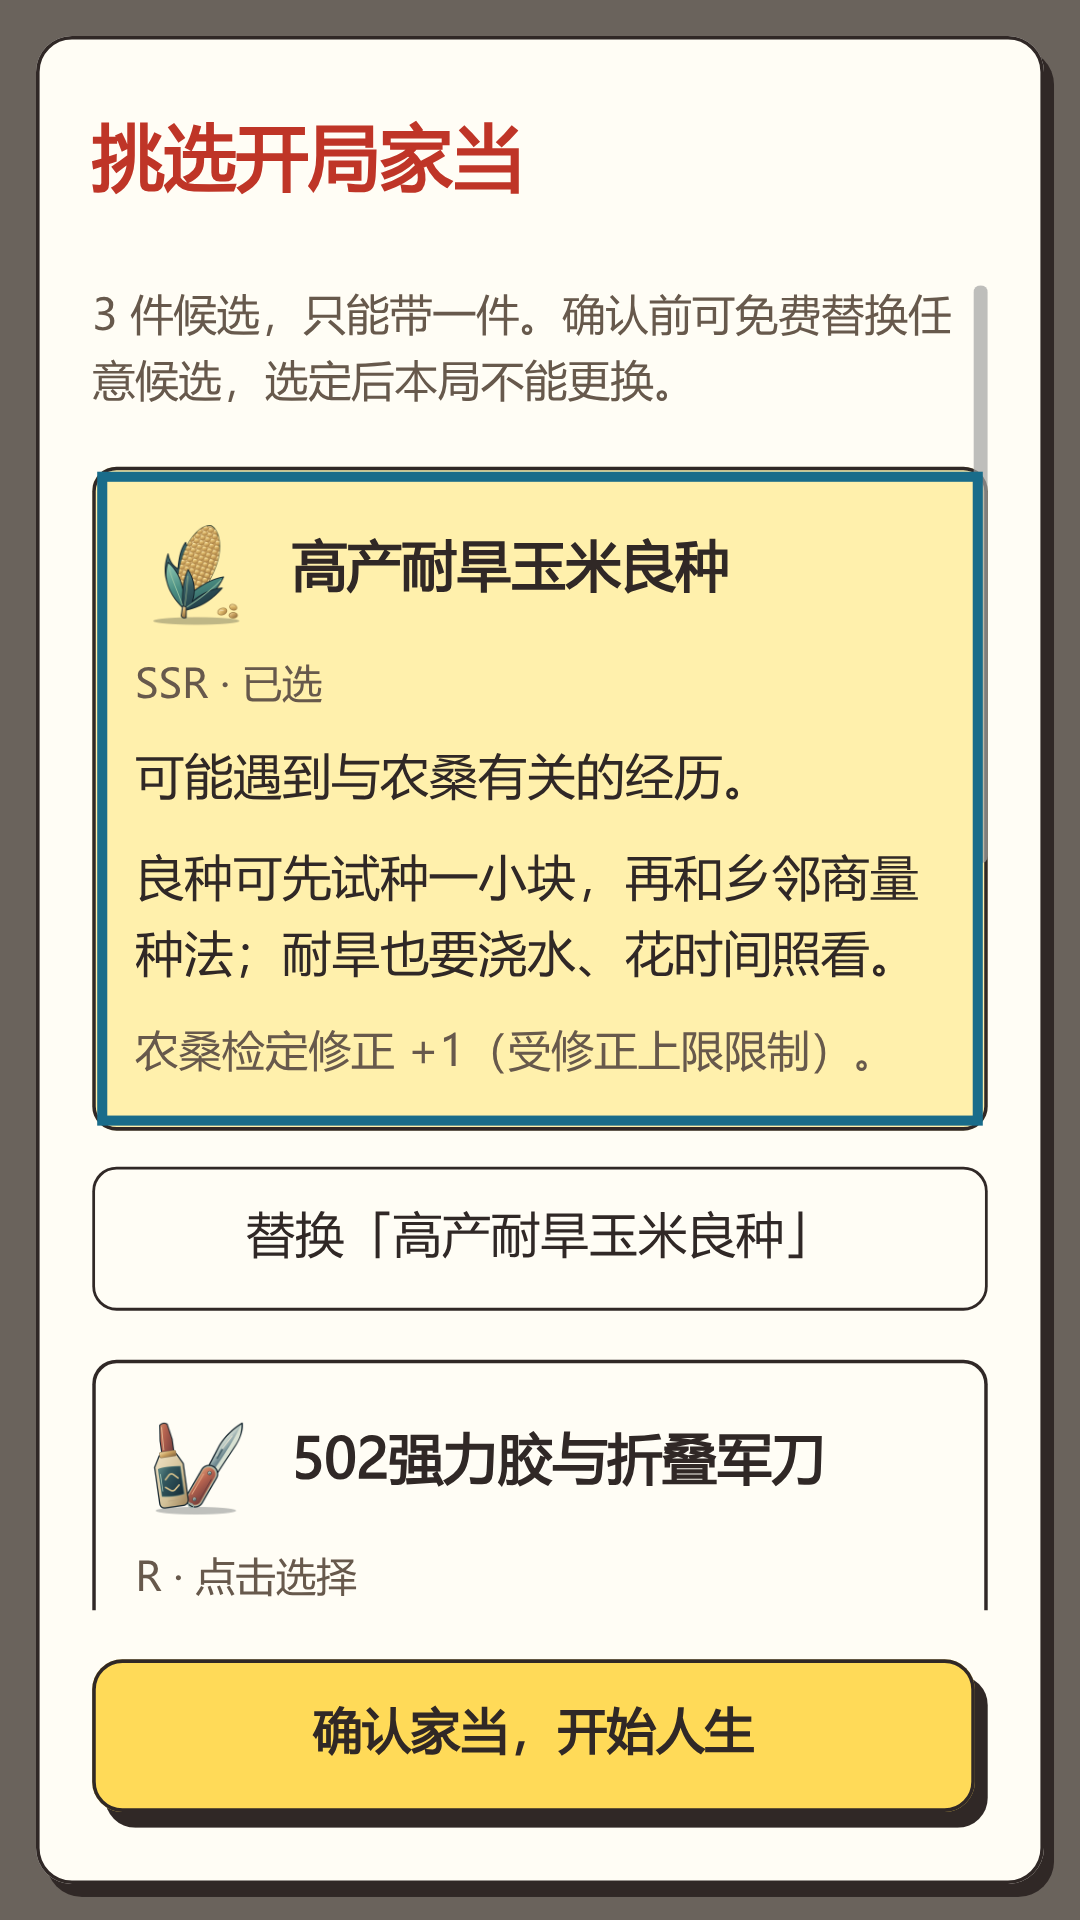 挑选开局家当
3 件候选，只能带一件。确认前可免费替换任
意候选，选定后本局不能更换。
高产耐旱玉米良种
SSR · 已选
可能遇到与农桑有关的经历。
良种可先试种一小块，再和乡邻商量
种法；耐旱也要浇水、花时间照看。
农桑检定修正 +1（受修正上限限制）。
替换「高产耐旱玉米良种」
502强力胶与折叠军刀
R · 点击选择
确认家当，开始人生